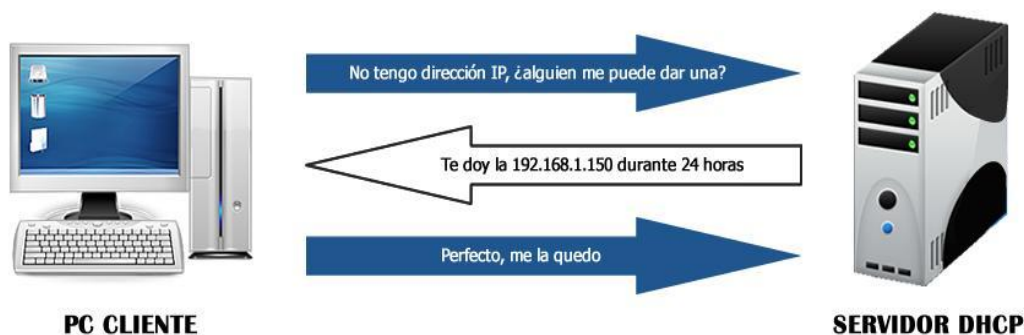 No tengo dirección IP, ¿alguien me puede dar una?
Te doy la 192.168.1.150 durante 24 horas
Perfecto, me la quedo
PC CLIENTE
SERVIDOR DHCP